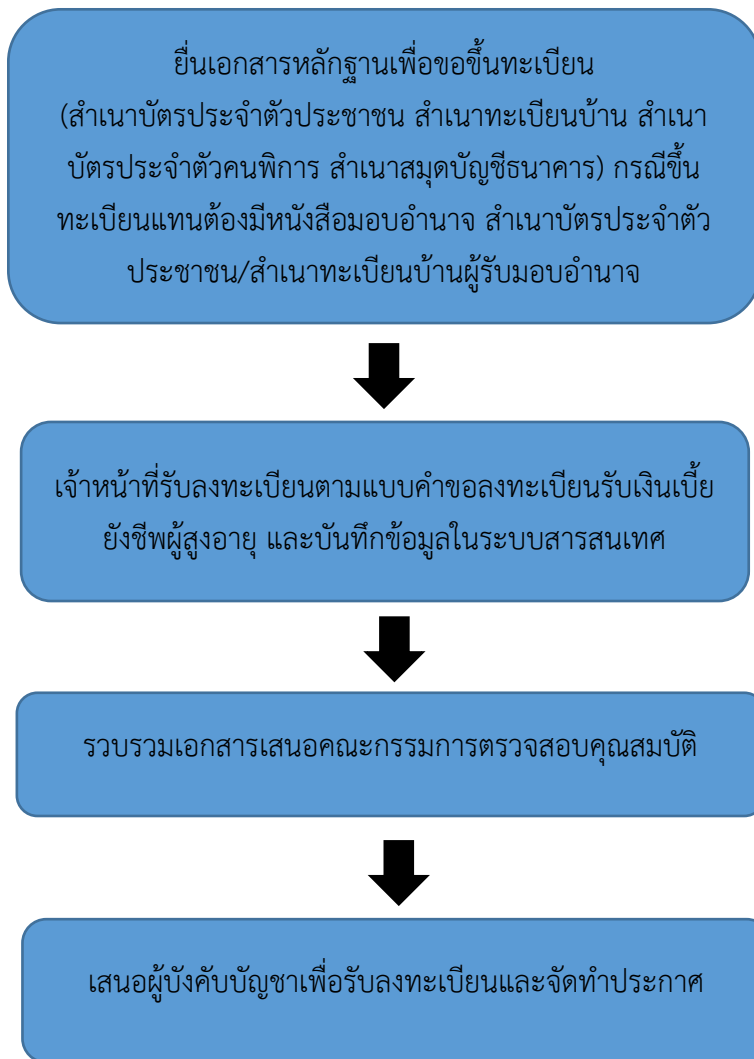 ยื่นเอกสารหลักฐานเพื่อขอขึ้นทะเบียน
(สำเนาบัตรประจำตัวประชาชน สำเนาทะเบียนบ้าน สำเนา
บัตรประจำตัวคนพิการ สำเนาสมุดบัญชีธนาคาร) กรณีขึ้น
ทะเบียนแทนต้องมีหนังสือมอบอำนาจ สำเนาบัตรประจำตัว
ประชาชน/สำเนาทะเบียนบ้านผู้รับมอบอำนาจ
เจ้าหน้าที่รับลงทะเบียนตามแบบคำขอลงทะเบียนรับเงินเบี้ย
ยังชีพผู้สูงอายุ และบันทึกข้อมูลในระบบสารสนเทศ
รวบรวมเอกสารเสนอคณะกรรมการตรวจสอบคุณสมบัติ
เสนอผู้บังคับบัญชาเพื่อรับลงทะเบียนและจัดทำประกาศ